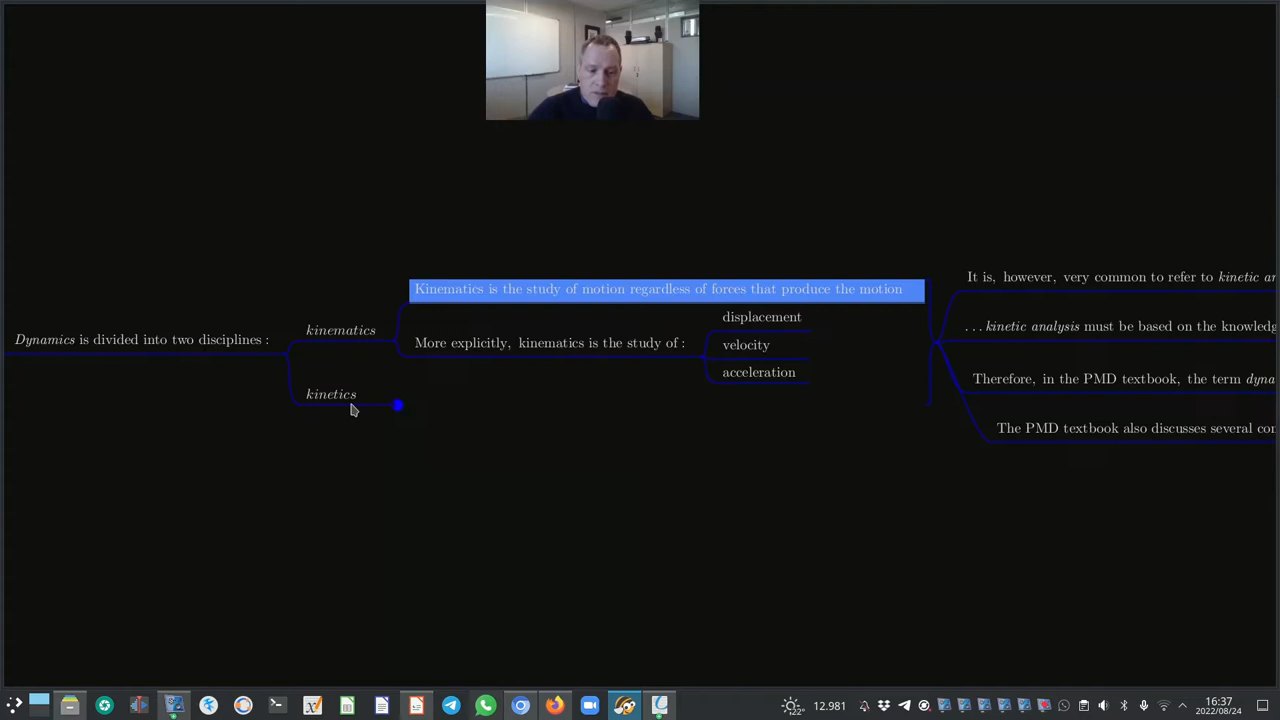 Dynamics is divided into two disciplines :
kinematics
Kinematics is the study of motion regardless of forces that produce the motion
More explicitly, kinematics is the study of :
displacement
velocity
acceleration
kinetics
It is, however, very common to refer to kinetic an
. . . kinetic analysis must be based on the knowledg
Therefore, in the PMD textbook, the term dyna
The PMD textbook also discusses several con
12.981
16:37
2022/08/24